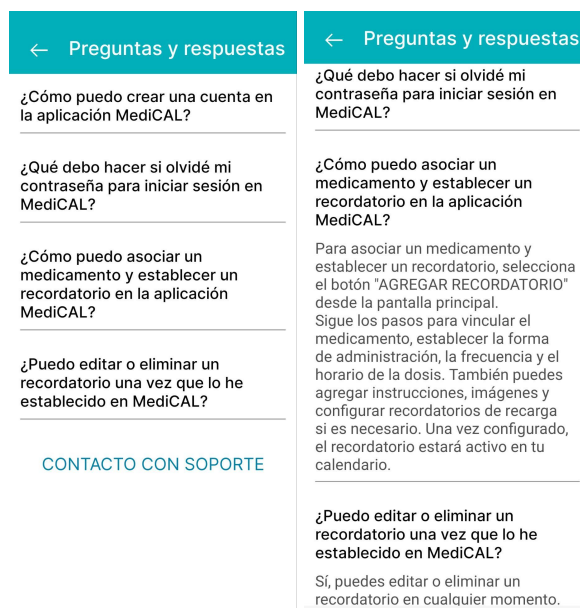 Preguntas y respuestas
¿Cómo puedo crear una cuenta en
la aplicación MediCAL?
¿Qué debo hacer si olvidé mi
contraseña para iniciar sesión en
MediCAL?
¿Cómo puedo asociar un
medicamento y establecer un
recordatorio en la aplicación
MediCAL?
¿Puedo editar o eliminar un
recordatorio una vez que lo he
establecido en MediCAL?
CONTACTO CON SOPORTE
Preguntas y respuestas
¿Qué debo hacer si olvidé mi
contraseña para iniciar sesión en
MediCAL?
¿Cómo puedo asociar un
medicamento y establecer un
recordatorio en la aplicación
MediCAL?
Para asociar un medicamento y
establecer un recordatorio, selecciona
el botón "AGREGAR RECORDATORIO"
desde la pantalla principal.
Sigue los pasos para vincular el
medicamento, establecer la forma
de administración, la frecuencia y el
horario de la dosis. También puedes
agregar instrucciones, imágenes y
configurar recordatorios de recarga
si es necesario. Una vez configurado,
el recordatorio estará activo en tu
calendario.
¿Puedo editar o eliminar un
recordatorio una vez que lo he
establecido en MediCAL?
Sí, puedes editar o eliminar un
recordatorio en cualquier momento.